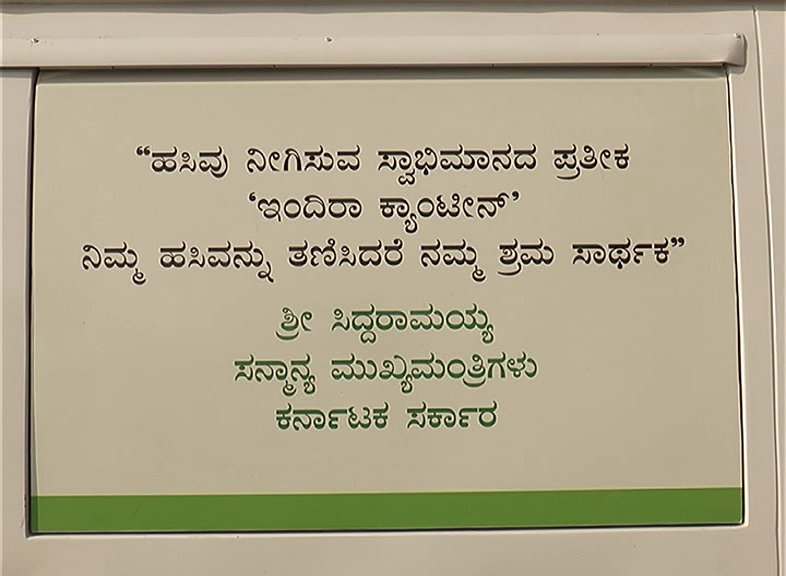 “ಹಸಿವು ನೀಗಿಸುವ ಸ್ವಾಭಿಮಾನದ ಪ್ರತೀಕ
‘ಇಂದಿರಾ ಕ್ಯಾಂಟೀನ್’
ನಿಮ್ಮ ಹಸಿವನ್ನು ತಣಿಸಿದರೆ ನಮ್ಮ ಶ್ರಮ ಸಾರ್ಥಕ”
ಶ್ರೀ ಸಿದ್ದರಾಮಯ್ಯ
ಸನ್ಮಾನ್ಯ ಮುಖ್ಯಮಂತ್ರಿಗಳು
ಕರ್ನಾಟಕ ಸರ್ಕಾರ